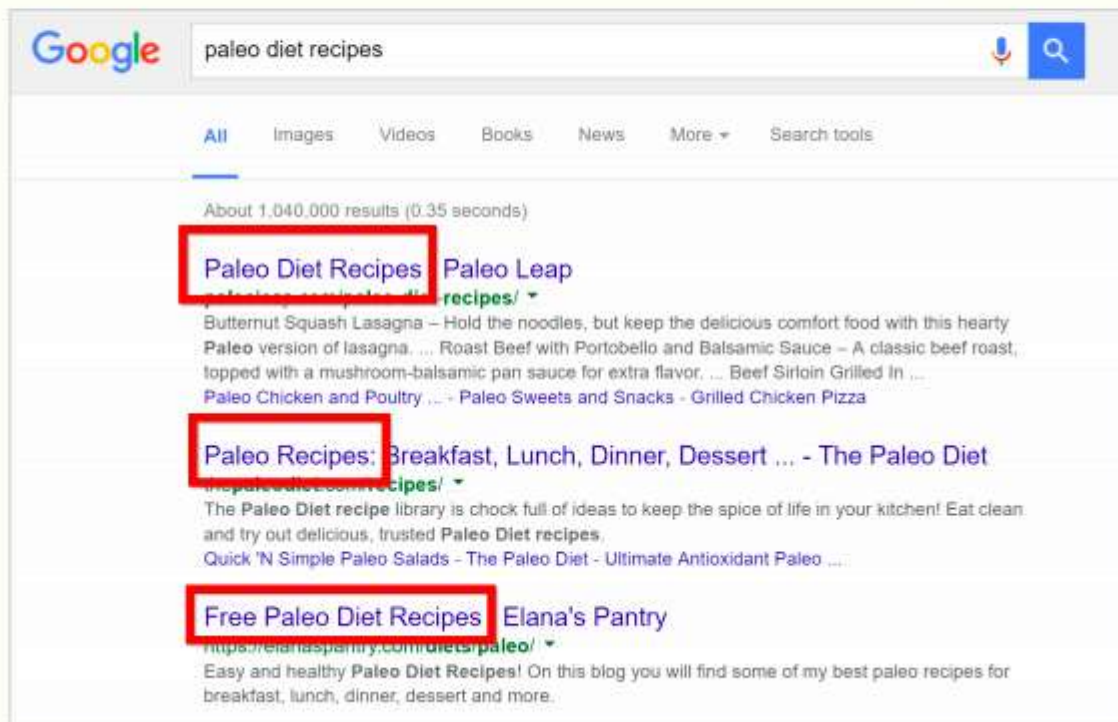 Google paleo diet recipes
All Images Videos Books News More Search tools
About 1,040,000 results (0.35 seconds)
Paleo Diet Recipes Paleo Leap
recipes/
Butternut Squash Lasagna – Hold the noodles, but keep the delicious comfort food with this hearty
Paleo version of lasagna. ... Roast Beef with Portobello and Balsamic Sauce – A classic beef roast,
topped with a mushroom-balsamic pan sauce for extra flavor. ... Beef Sirloin Grilled In ...
Paleo Chicken and Poultry ... - Paleo Sweets and Snacks - Grilled Chicken Pizza
Paleo Recipes: Breakfast, Lunch, Dinner, Dessert ... - The Paleo Diet
thepaleodiet.com/recipes/
The Paleo Diet recipe library is chock full of ideas to keep the spice of life in your kitchen! Eat clean
and try out delicious, trusted Paleo Diet recipes.
Quick 'N Simple Paleo Salads - The Paleo Diet - Ultimate Antioxidant Paleo ...
Free Paleo Diet Recipes Elana's Pantry
https://elanaspantry.com/diets/paleo/
Easy and healthy Paleo Diet Recipes! On this blog you will find some of my best paleo recipes for
breakfast, lunch, dinner, dessert and more.